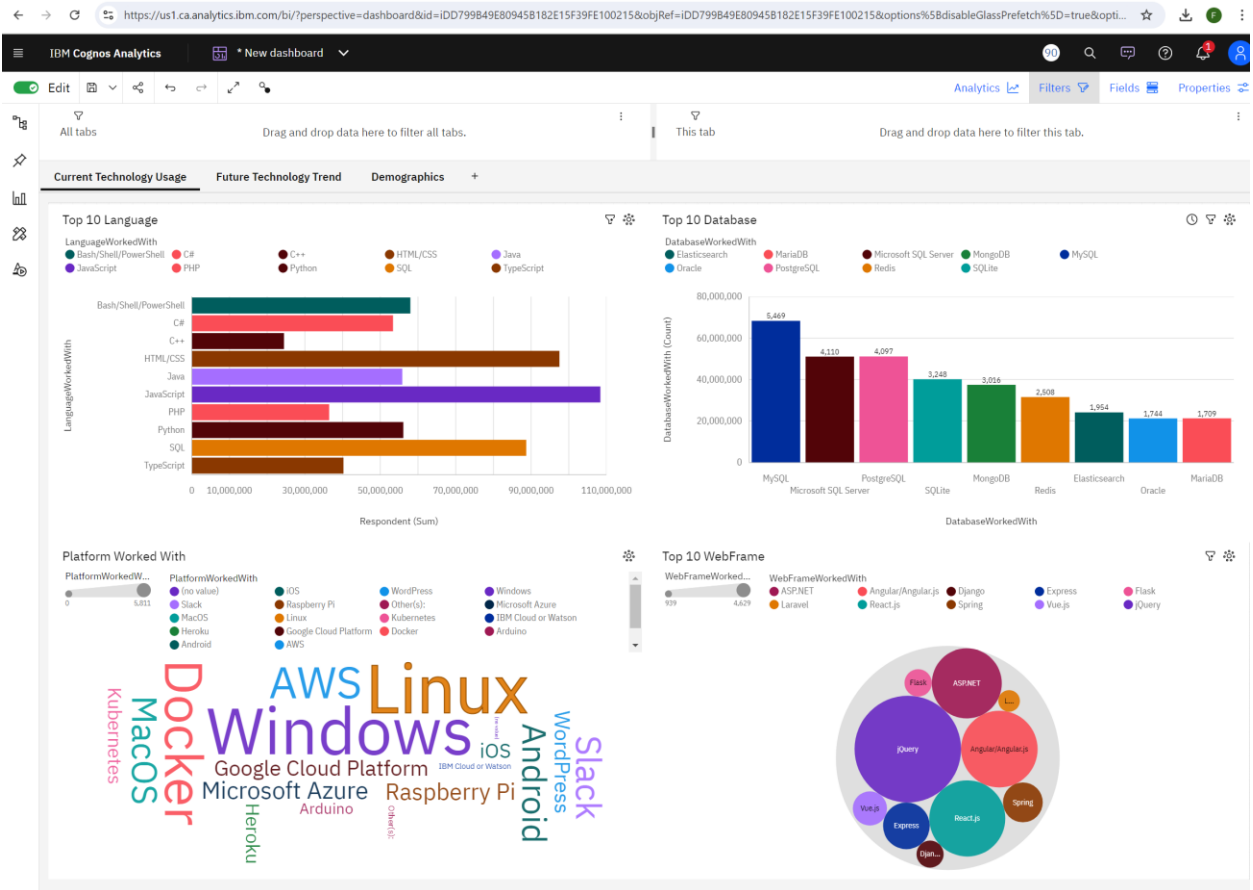 https://us1.ca.analytics.ibm.com/bi/?perspective=dashboard&id=iDD799B49E80945B182E15F39FE100215&objRef=iDD799B49E80945B182E15F39FE100215&options%5BdisableGlassPrefetch%5D=true&opti...
F
IBM Cognos Analytics * New dashboard 90 1
Edit Analytics Filters Fields Properties
All tabs Drag and drop data here to filter all tabs. This tab Drag and drop data here to filter this tab.
Current Technology Usage Future Technology Trend Demographics +
Top 10 Language
LanguageWorkedWith
Bash/Shell/PowerShell C# C++ HTML/CSS Java
JavaScript PHP Python SQL TypeScript
Bash/Shell/PowerShell
C#
C++
HTML/CSS
Java
JavaScript
PHP
Python
SQL
TypeScript
LanguageWorkedWith
0 10,000,000 30,000,000 50,000,000 70,000,000 90,000,000 110,000,000
Respondent (Sum)
Top 10 Database
DatabaseWorkedWith
Elasticsearch MariaDB Microsoft SQL Server MongoDB MySQL
Oracle PostgreSQL Redis SQLite
80,000,000
60,000,000
40,000,000
20,000,000
0
DatabaseWorkedWith (Count)
5,469 4,110 4,097 3,248 3,016 2,508 1,954 1,744 1,709
MySQL PostgreSQL MongoDB Elasticsearch MariaDB
Microsoft SQL Server SQLite Redis Oracle
DatabaseWorkedWith
Platform Worked With
PlatformWorkedW...
0 5,811
PlatformWorkedWith
(no value) iOS WordPress Windows
Slack Raspberry Pi Other(s): Microsoft Azure
MacOS Linux Kubernetes IBM Cloud or Watson
Heroku Google Cloud Platform Docker Arduino
Android AWS
Kubernetes
MacOS
Docker
AWS
Linux
Windows
(no value)
iOS
Google Cloud Platform
IBM Cloud or Watson
Microsoft Azure
Raspberry Pi
Arduino
Heroku
Other(s):
Android
WordPress
Slack
Top 10 WebFrame
WebFrameWorked...
939 4,629
WebFrameWorkedWith
ASP.NET Angular/Angular.js Django Express Flask
Laravel React.js Spring Vue.js jQuery
Flask
ASP.NET
L...
jQuery
Angular/Angular.js
Vue.js
Express
React.js
Spring
Djan...